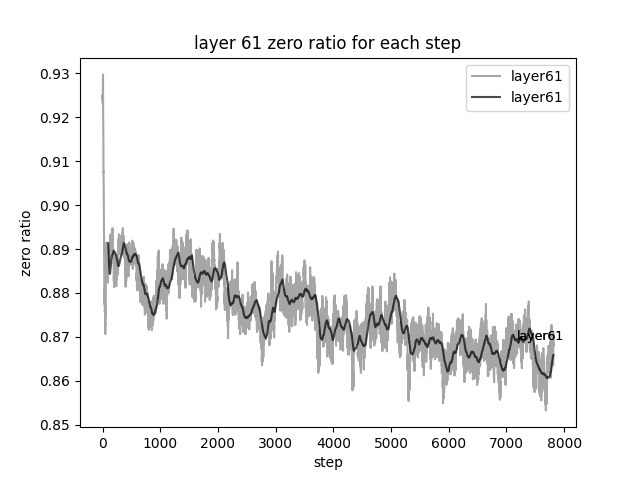 layer 61 zero ratio for each step
layer61
layer61
0.93
0.92
0.91
0.90
0.89
0.88
0.87
0.86
0.85
zero ratio
layer61
0 1000 2000 3000 4000 5000 6000 7000 8000
step